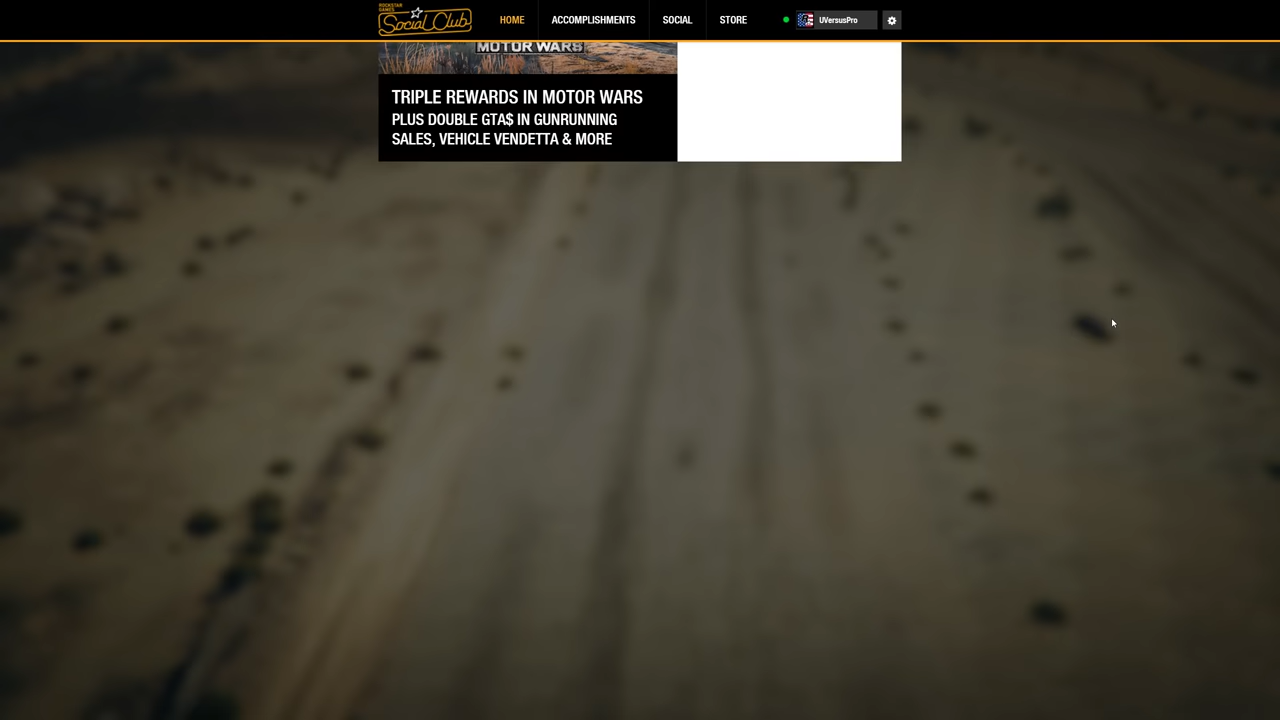 ROCKSTAR
GAMES
Social Club
HOME
ACCOMPLISHMENTS
SOCIAL
STORE
UVersusPro
MOTOR WARS
TRIPLE REWARDS IN MOTOR WARS
PLUS DOUBLE GTA$ IN GUNRUNNING
SALES, VEHICLE VENDETTA & MORE